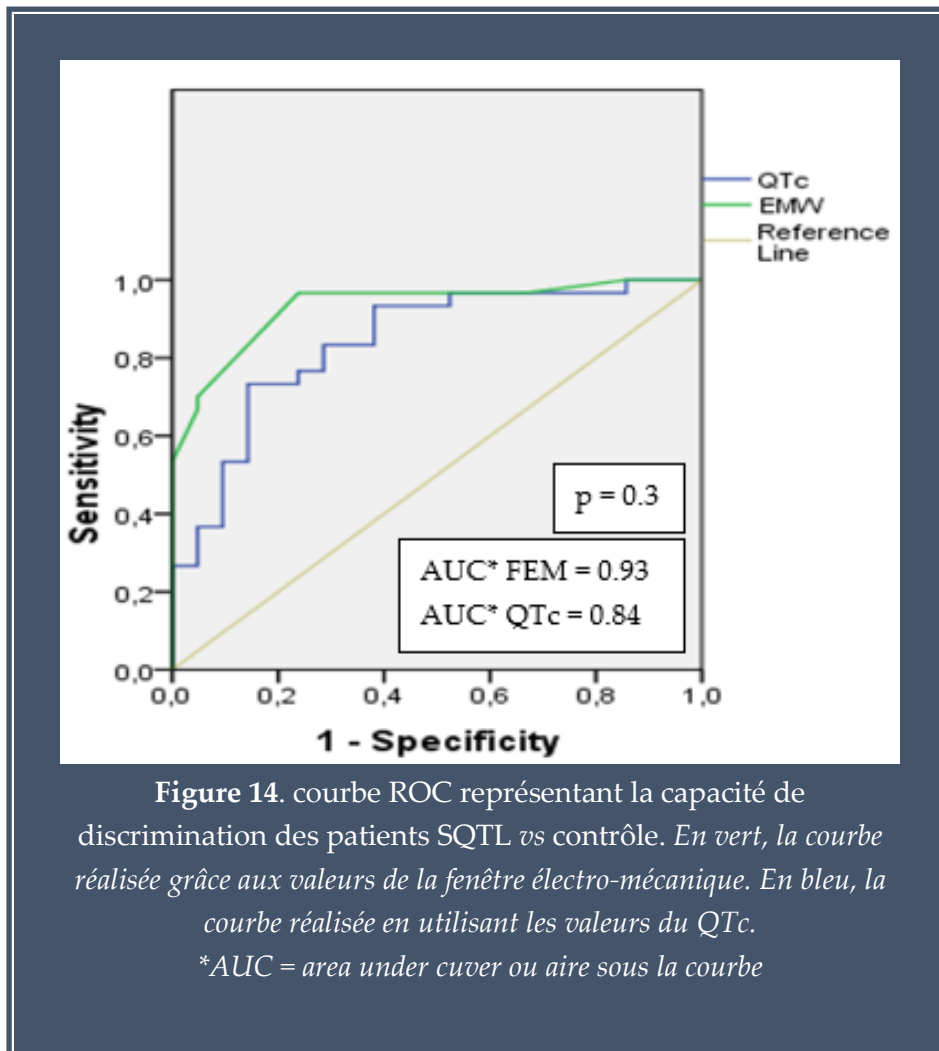 QTc
EMW
Reference
Line
1,0
0,8
0,6
0,4
0,2
0,0
Sensitivity
p = 0.3
AUC* FEM = 0.93
AUC* QTc = 0.84
0,0 0,2 0,4 0,6 0,8 1,0
1 - Specificity
Figure 14. courbe ROC représentant la capacité de
discrimination des patients SQTL vs contrôle. En vert, la courbe
réalisée grâce aux valeurs de la fenêtre électro-mécanique. En bleu, la
courbe réalisée en utilisant les valeurs du QTc.
*AUC = area under cuver ou aire sous la courbe